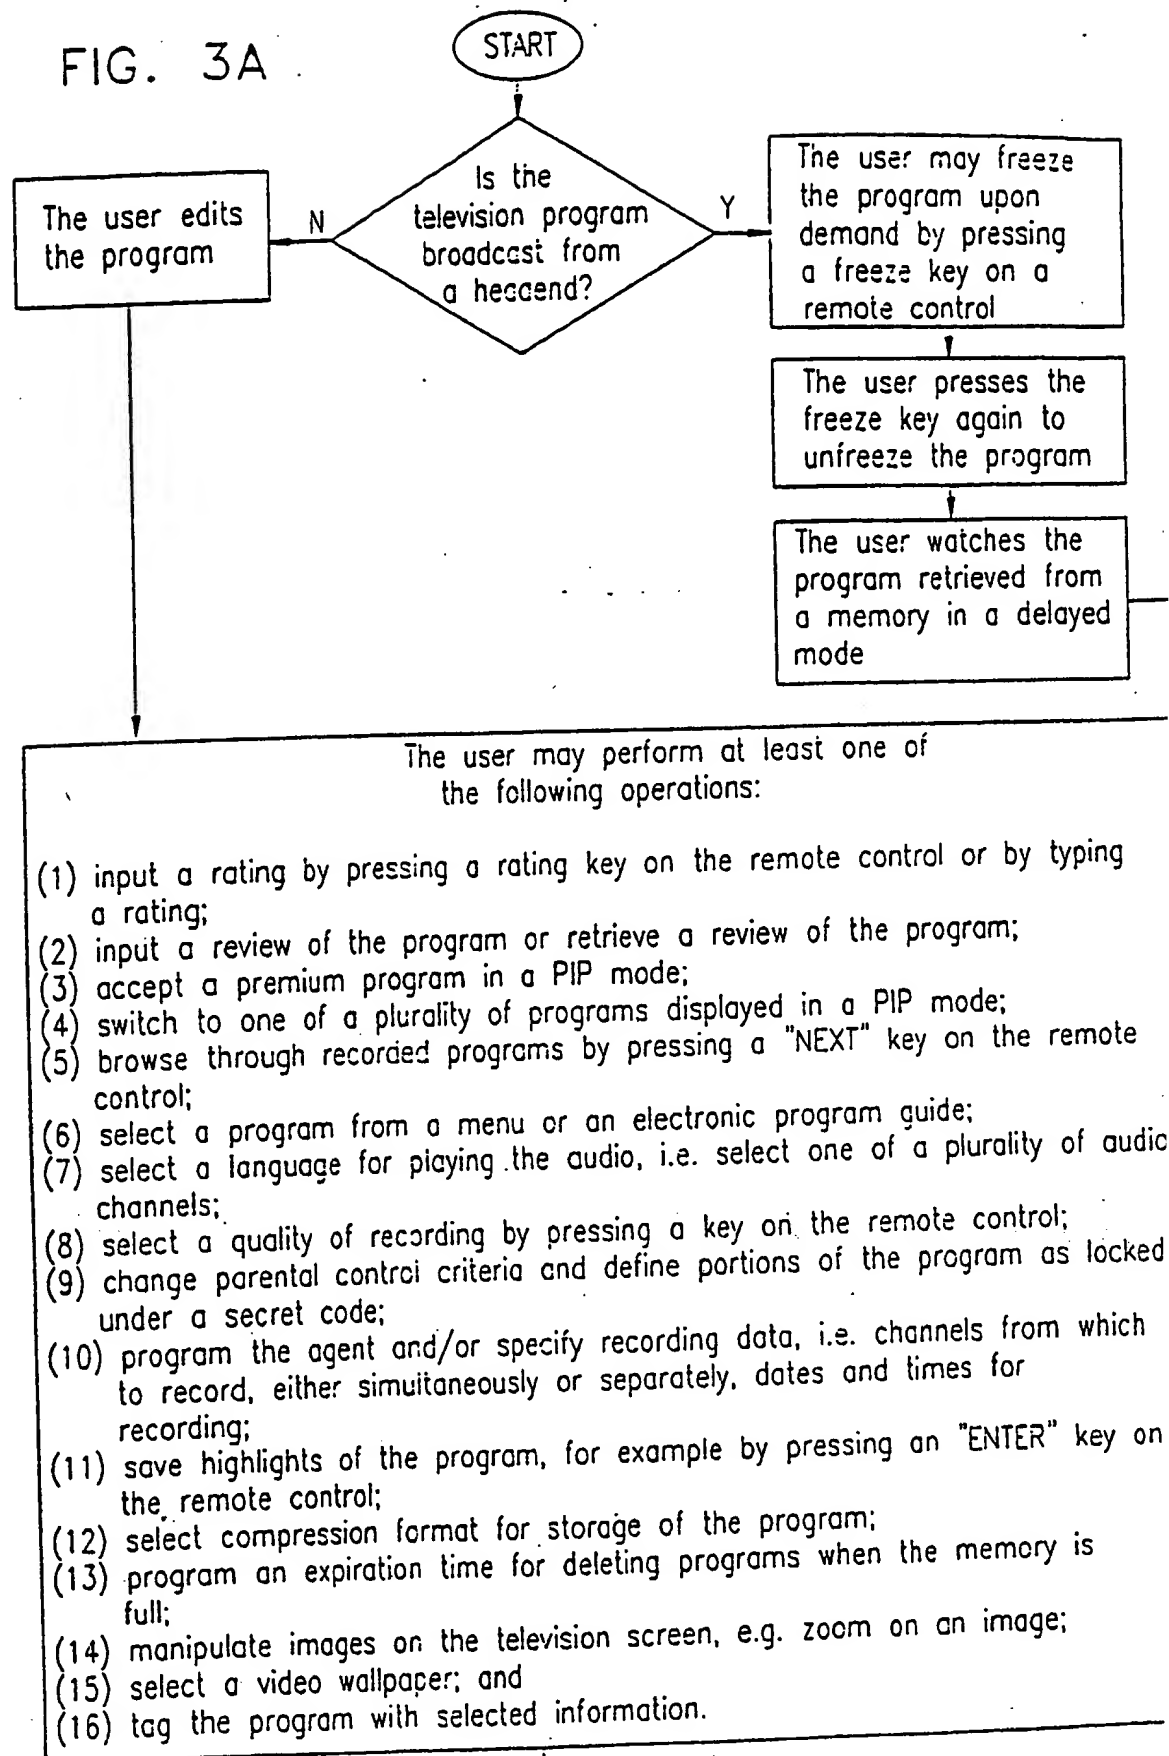 FIG. 3A
START
Is the
television program
broadcast from
a headend?
N
Y
The user edits
the program
The user may freeze
the program upon
demand by pressing
a freeze key on a
remote control
The user presses the
freeze key again to
unfreeze the program
The user watches the
program retrieved from
a memory in a delayed
mode
The user may perform at least one of
the following operations:
(1) input a rating by pressing a rating key on the remote control or by typing
a rating;
(2) input a review of the program or retrieve a review of the program;
(3) accept a premium program in a PIP mode;
(4) switch to one of a plurality of programs displayed in a PIP mode;
(5) browse through recorded programs by pressing a "NEXT" key on the remote
control;
(6) select a program from a menu or an electronic program guide;
(7) select a language for playing the audio, i.e. select one of a plurality of audio
channels;
(8) select a quality of recording by pressing a key on the remote control;
(9) change parental control criteria and define portions of the program as locked
under a secret code;
(10) program the agent and/or specify recording data, i.e. channels from which
to record, either simultaneously or separately, dates and times for
recording;
(11) save highlights of the program, for example by pressing an "ENTER" key on
the remote control;
(12) select compression format for storage of the program;
(13) program an expiration time for deleting programs when the memory is
full;
(14) manipulate images on the television screen, e.g. zoom on an image;
(15) select a video wallpaper; and
(16) tag the program with selected information.